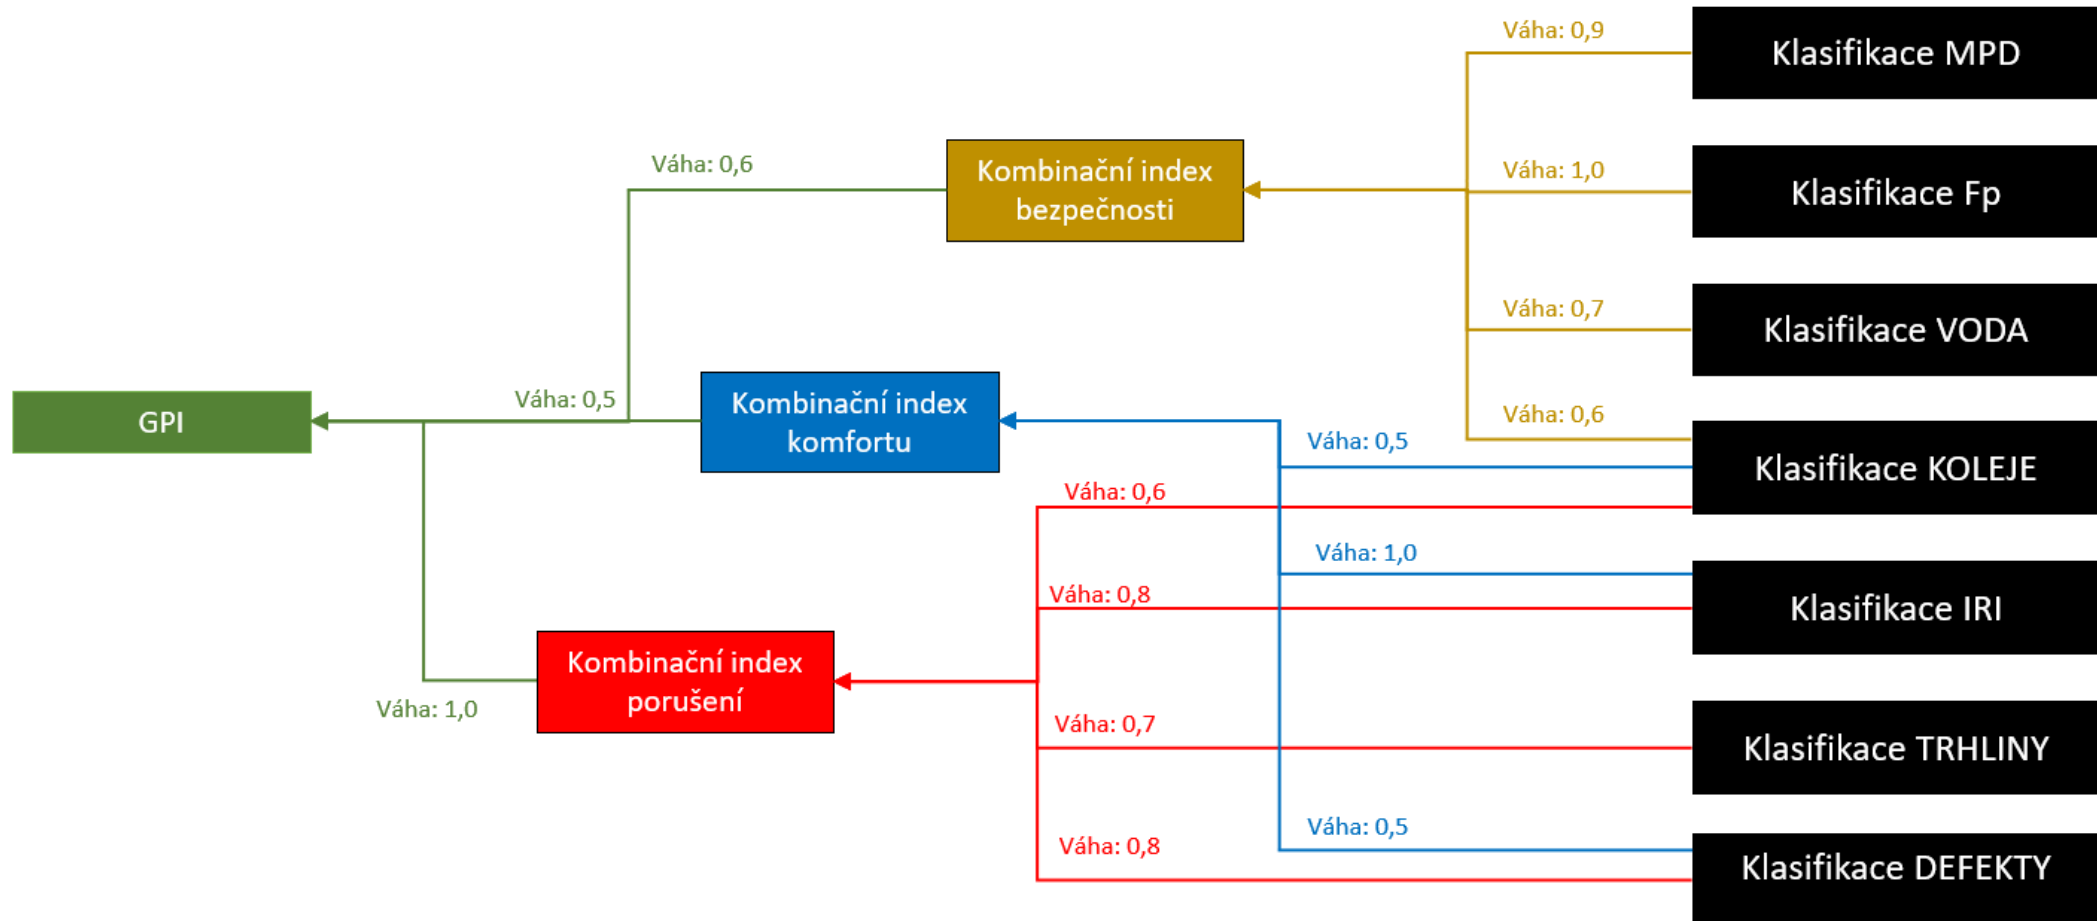 Váha: 0,9
Klasifikace MPD
Váha: 0,6
Kombinační index
bezpečnosti
Váha: 1,0
Klasifikace Fp
Váha: 0,7
Klasifikace VODA
GPI
Váha: 0,5
Kombinační index
komfortu
Váha: 0,6
Váha: 0,5
Klasifikace KOLEJE
Váha: 0,6
Váha: 1,0
Váha: 0,8
Klasifikace IRI
Kombinační index
porušení
Váha: 1,0
Váha: 0,7
Klasifikace TRHLINY
Váha: 0,5
Váha: 0,8
Klasifikace DEFEKTY